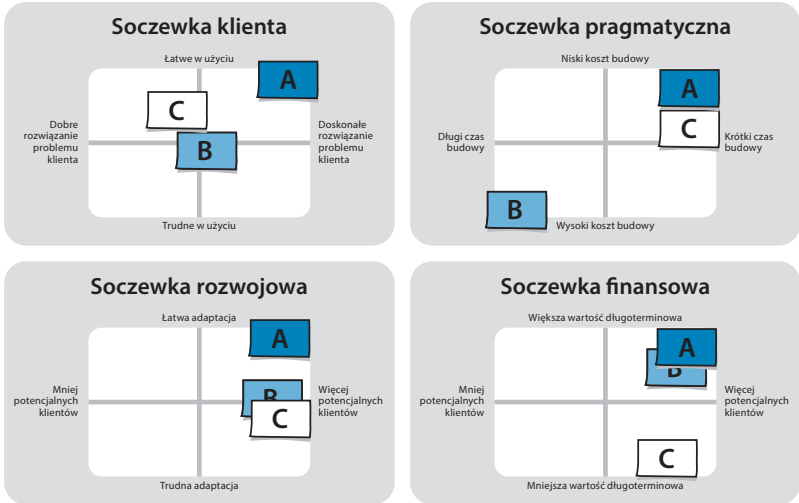 Soczewka klienta
Łatwe w użyciu
A
C
B
Dobre
rozwiązanie
problemu
klienta
Doskonałe
rozwiązanie
problemu
klienta
Trudne w użyciu
Soczewka pragmatyczna
Niski koszt budowy
A
C
Długi czas
budowy
Krótki czas
budowy
B
Wysoki koszt budowy
Soczewka rozwojowa
Łatwa adaptacja
A
B
C
Mniej
potencjalnych
klientów
Więcej
potencjalnych
klientów
Trudna adaptacja
Soczewka finansowa
Większa wartość długoterminowa
A
B
Mniej
potencjalnych
klientów
Więcej
potencjalnych
klientów
C
Mniejsza wartość długoterminowa